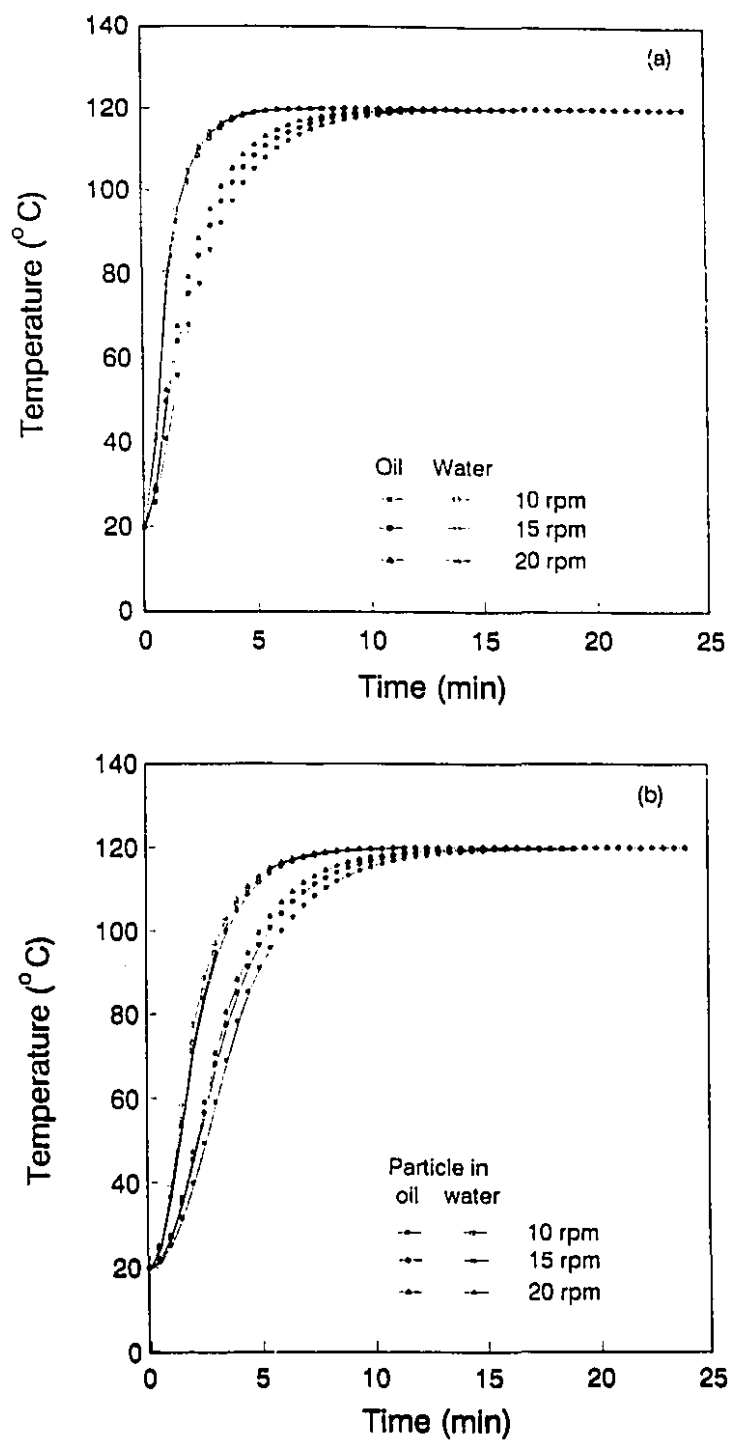 (a)
140
120
100
80
60
40
20
0
Temperature (°C)
Oil Water
10 rpm
15 rpm
20 rpm
0 5 10 15 20 25
Time (min)
(b)
140
120
100
80
60
40
20
0
Temperature (°C)
Particle in
oil water
10 rpm
15 rpm
20 rpm
0 5 10 15 20 25
Time (min)